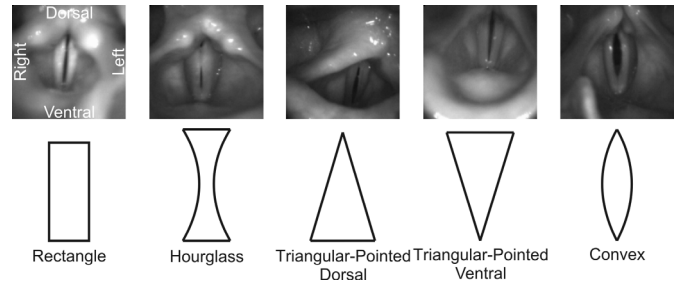 Dorsal
Right
Left
Ventral
Rectangle
Hourglass
Triangular-Pointed
Dorsal
Triangular-Pointed
Ventral
Convex